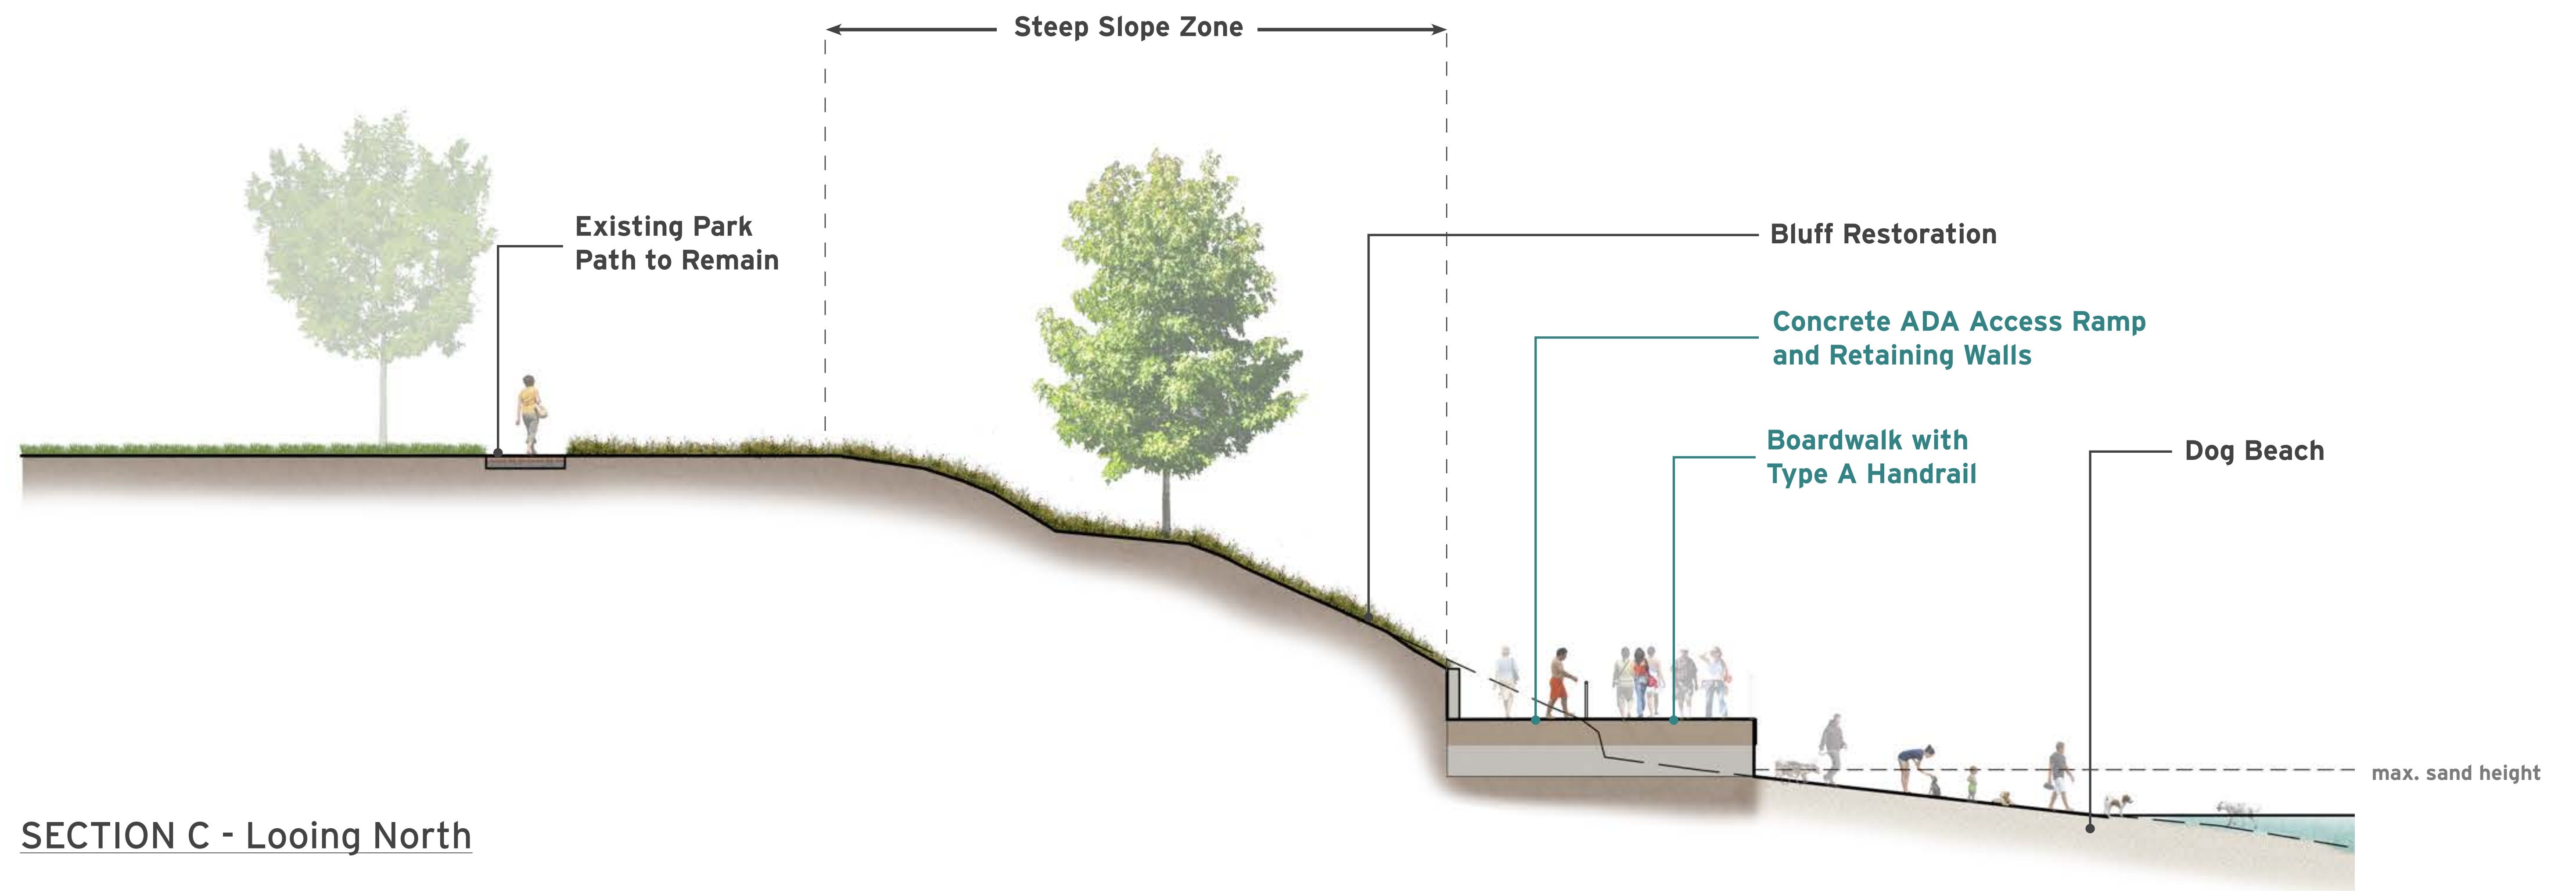 Steep Slope Zone
Existing Park
Path to Remain
Bluff Restoration
Concrete ADA Access Ramp
and Retaining Walls
Boardwalk with
Type A Handrail
Dog Beach
max. sand height
SECTION C - Looing North